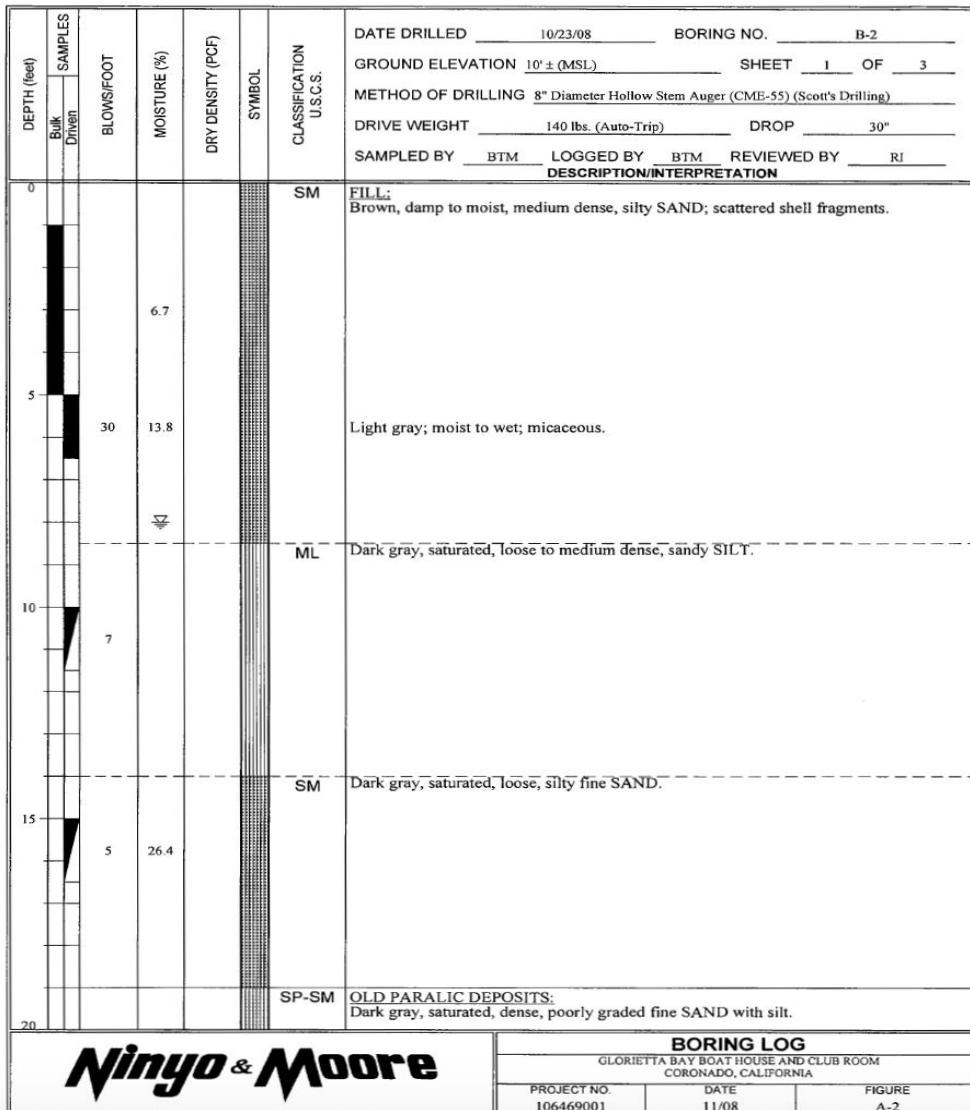 DEPTH (feet)
SAMPLES
Bulk
Driven
BLOWS/FOOT
MOISTURE (%)
DRY DENSITY (PCF)
SYMBOL
CLASSIFICATION
U.S.C.S.
DATE DRILLED 10/23/08 BORING NO. B-2
GROUND ELEVATION 10' ± (MSL) SHEET 1 OF 3
METHOD OF DRILLING 8" Diameter Hollow Stem Auger (CME-55) (Scott's Drilling)
DRIVE WEIGHT 140 lbs. (Auto-Trip) DROP 30"
SAMPLED BY BTM LOGGED BY BTM REVIEWED BY RI
DESCRIPTION/INTERPRETATION
0 SM FILL:
Brown, damp to moist, medium dense, silty SAND; scattered shell fragments.
6.7
5
30 13.8 Light gray; moist to wet; micaceous.
ML Dark gray, saturated, loose to medium dense, sandy SILT.
10
7
SM Dark gray, saturated, loose, silty fine SAND.
15
5 26.4
SP-SM OLD PARALIC DEPOSITS:
Dark gray, saturated, dense, poorly graded fine SAND with silt.
20
Ninyo & Moore
BORING LOG
GLORIETTA BAY BOAT HOUSE AND CLUB ROOM
CORONADO, CALIFORNIA
PROJECT NO. DATE FIGURE
106469001 11/08 A-2